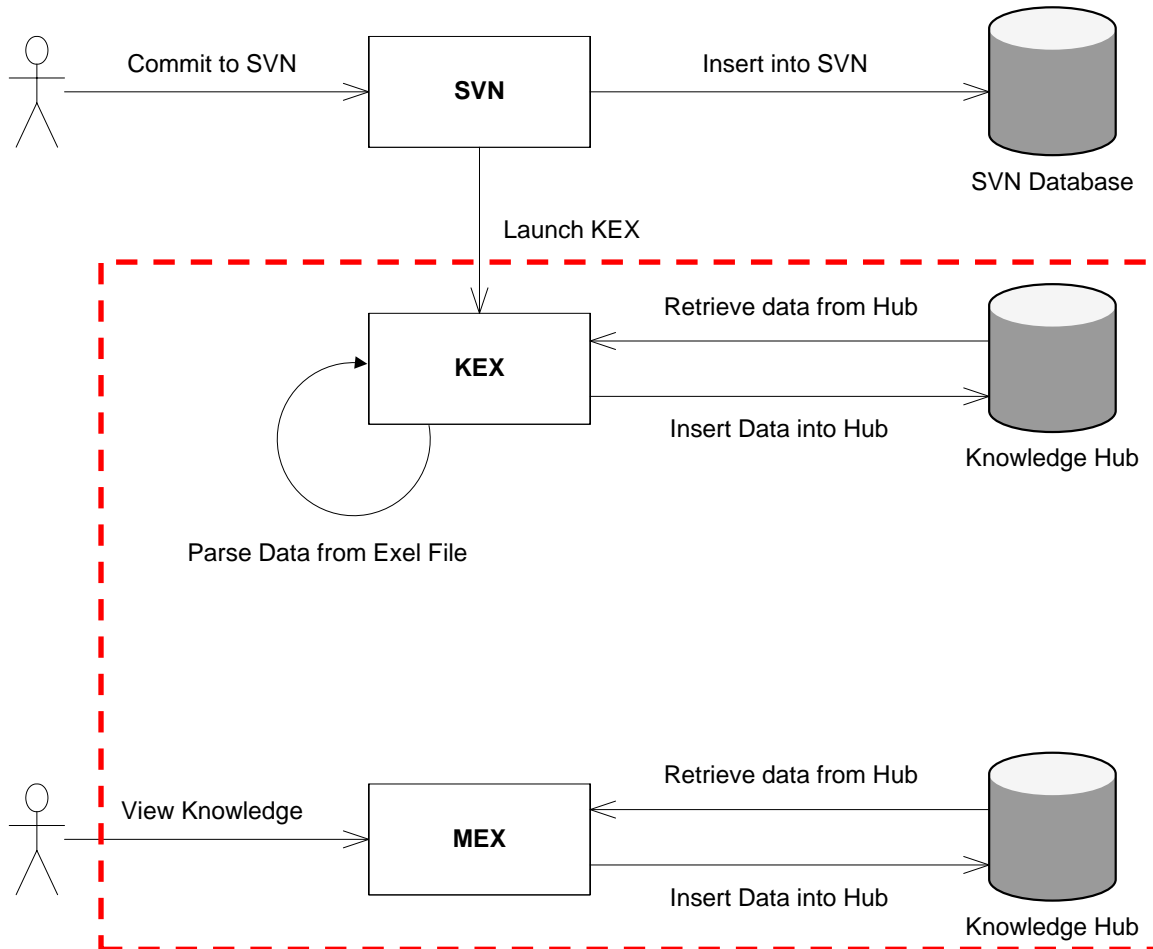 Commit to SVN
SVN
Insert into SVN
SVN Database
Launch KEX
Retrieve data from Hub
KEX
Insert Data into Hub
Knowledge Hub
Parse Data from Exel File
Retrieve data from Hub
View Knowledge
MEX
Insert Data into Hub
Knowledge Hub